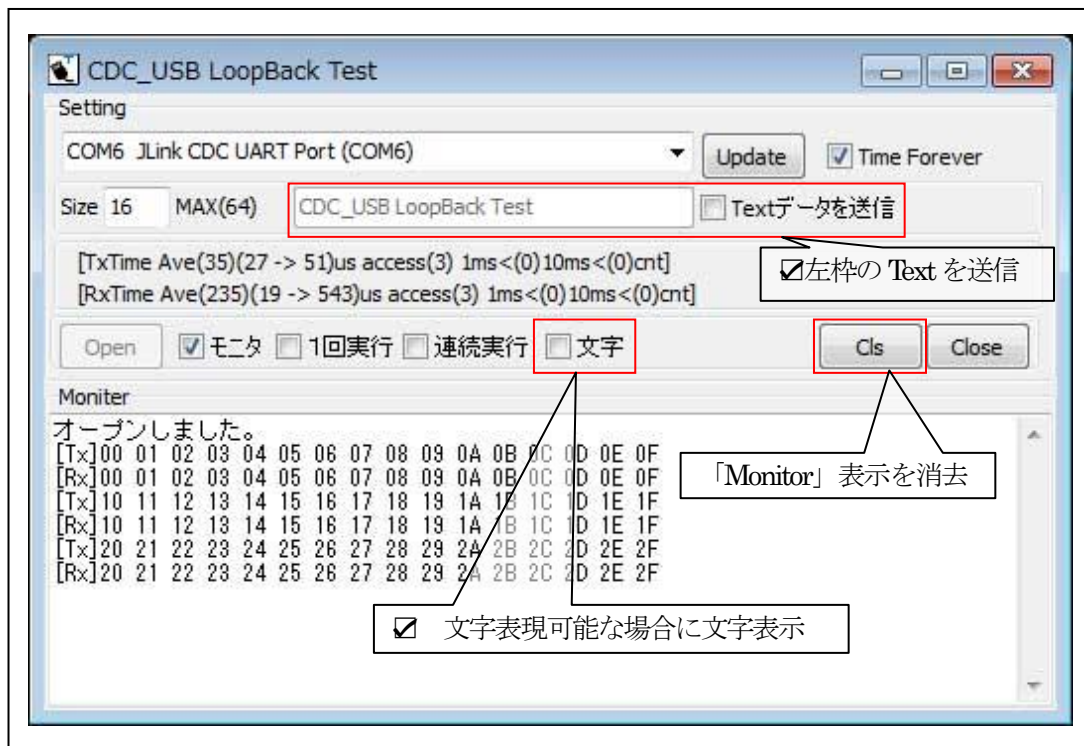 CDC_USB LoopBack Test
Setting
COM6 JLink CDC UART Port (COM6)
Update
Time Forever
Size 16 MAX(64) CDC_USB LoopBack Test Textデータを送信
☑左枠の Text を送信
[TxTime Ave(35)(27 -> 51)us access(3) 1ms<(0)10ms<(0)cnt]
[RxTime Ave(235)(19 -> 543)us access(3) 1ms<(0)10ms<(0)cnt]
Open モニタ 1回実行 連続実行 文字 Cls Close
Moniter
オープンしました。
[Tx]00 01 02 03 04 05 06 07 08 09 0A 0B 0C 0D 0E 0F
[Rx]00 01 02 03 04 05 06 07 08 09 0A 0B 0C 0D 0E 0F
[Tx]10 11 12 13 14 15 16 17 18 19 1A 1B 1C 1D 1E 1F
[Rx]10 11 12 13 14 15 16 17 18 19 1A 1B 1C 1D 1E 1F
[Tx]20 21 22 23 24 25 26 27 28 29 2A 2B 2C 2D 2E 2F
[Rx]20 21 22 23 24 25 26 27 28 29 2A 2B 2C 2D 2E 2F
「Monitor」表示を消去
☑ 文字表現可能な場合に文字表示